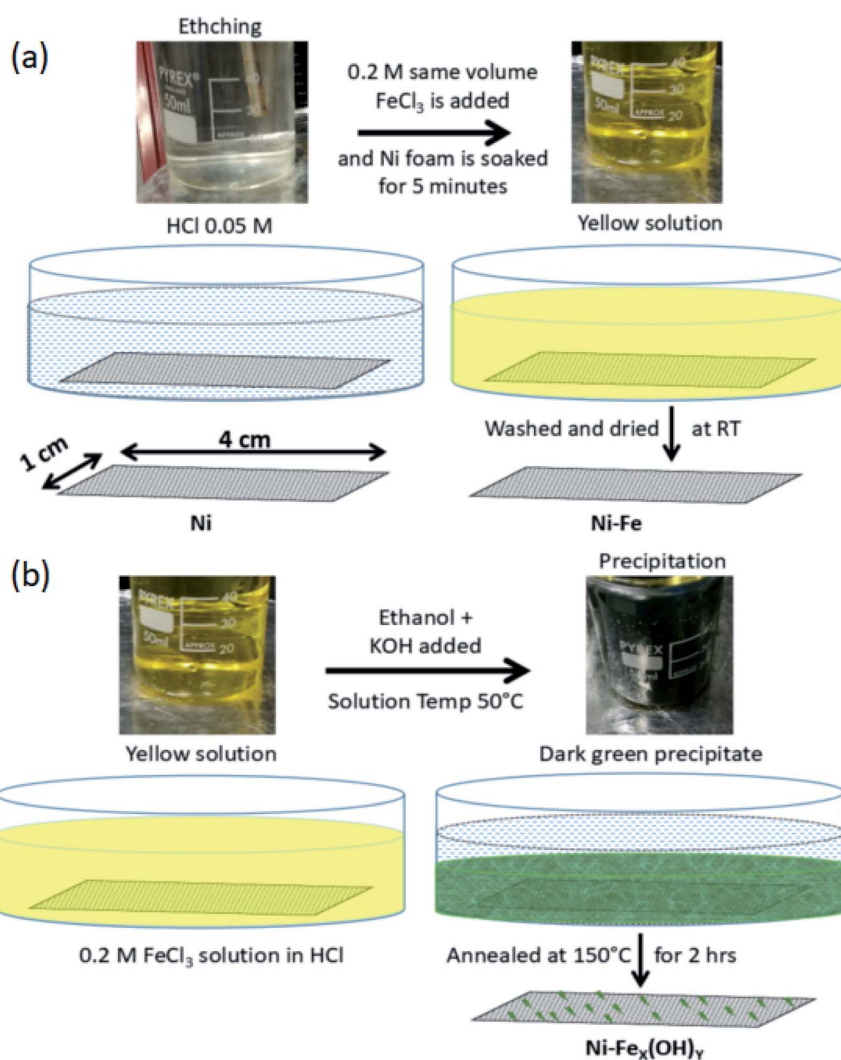 (a)
Ethching
PYREX®
50ml
40
30
APPROX
0.2 M same volume
FeCl₃ is added
and Ni foam is soaked
for 5 minutes
PYREX
50ml
40
30
APPROX 20
HCl 0.05 M
Yellow solution
1 cm
4 cm
Ni
Washed and dried at RT
Ni-Fe
(b)
PYREX
50ml
40
30
APPROX 20
Ethanol +
KOH added
Solution Temp 50°C
Precipitation
PYREX
Yellow solution
Dark green precipitate
0.2 M FeCl₃ solution in HCl
Annealed at 150°C for 2 hrs
Ni-Feₓ(OH)ᵧ